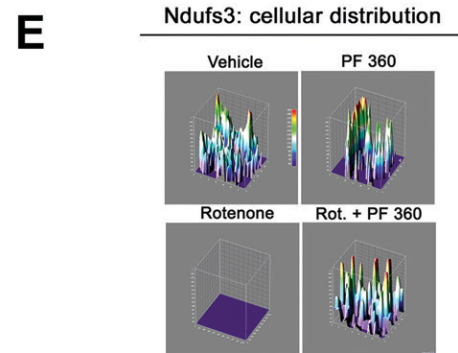 E
Ndufs3: cellular distribution
Vehicle
PF 360
Rotenone
Rot. + PF 360